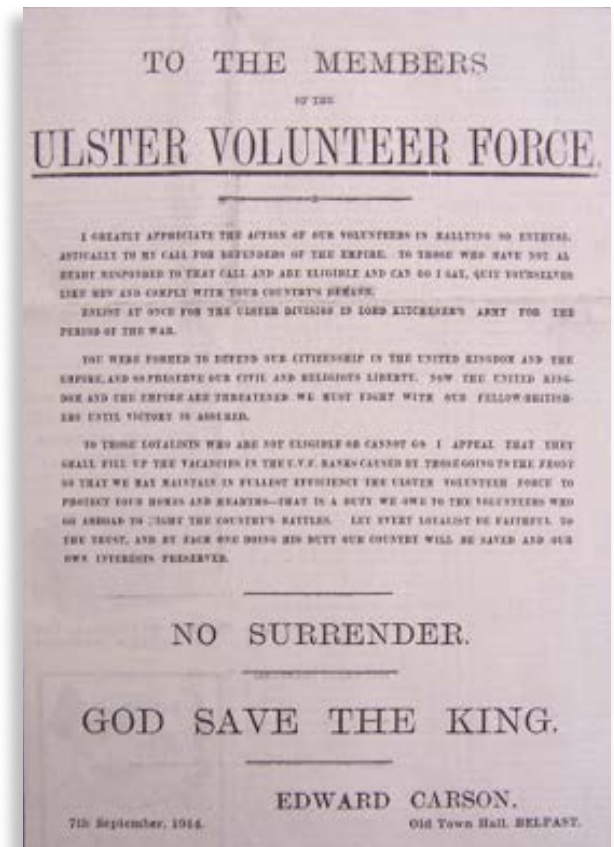 TO THE MEMBERS
OF THE
ULSTER VOLUNTEER FORCE.
I GREATLY APPRECIATE THE ACTION OF OUR VOLUNTEERS IN RALLYING SO ENTHUSI-
ASTICALLY TO MY CALL FOR DEFENDERS OF THE EMPIRE. TO THOSE WHO HAVE NOT AL
READY RESPONDED TO THAT CALL AND ARE ELIGIBLE AND CAN GO I SAY, QUIT YOURSELVES
LIKE MEN AND COMPLY WITH YOUR COUNTRY'S DEMAND.
ENLIST AT ONCE FOR THE ULSTER DIVISION IN LORD KITCHENER'S ARMY FOR THE
PERIOD OF THE WAR.
YOU WERE FORMED TO DEFEND OUR CITIZENSHIP IN THE UNITED KINGDOM AND THE
EMPIRE, AND SO PRESERVE OUR CIVIL AND RELIGIOUS LIBERTY. NOW THE UNITED KING-
DOM AND THE EMPIRE ARE THREATENED WE MUST FIGHT WITH OUR FELLOW-BRITISH-
ERS UNTIL VICTORY IS ASSURED.
TO THOSE LOYALISTS WHO ARE NOT ELIGIBLE OR CANNOT GO I APPEAL THAT THEY
SHALL FILL UP THE VACANCIES IN THE U.V.F. RANKS CAUSED BY THOSE GOING TO THE FRONT
SO THAT WE MAY MAINTAIN IN FULLEST EFFICIENCY THE ULSTER VOLUNTEER FORCE TO
PROTECT YOUR HOMES AND HEARTHS—THAT IS A DUTY WE OWE TO THE VOLUNTEERS WHO
GO ABROAD TO FIGHT THE COUNTRY'S BATTLES. LET EVERY LOYALIST BE FAITHFUL TO
THE TRUST, AND BY EACH ONE DOING HIS DUTY OUR COUNTRY WILL BE SAVED AND OUR
OWN INTERESTS PRESERVED.
NO SURRENDER.
GOD SAVE THE KING.
EDWARD CARSON.
7th September, 1914. Old Town Hall, BELFAST.